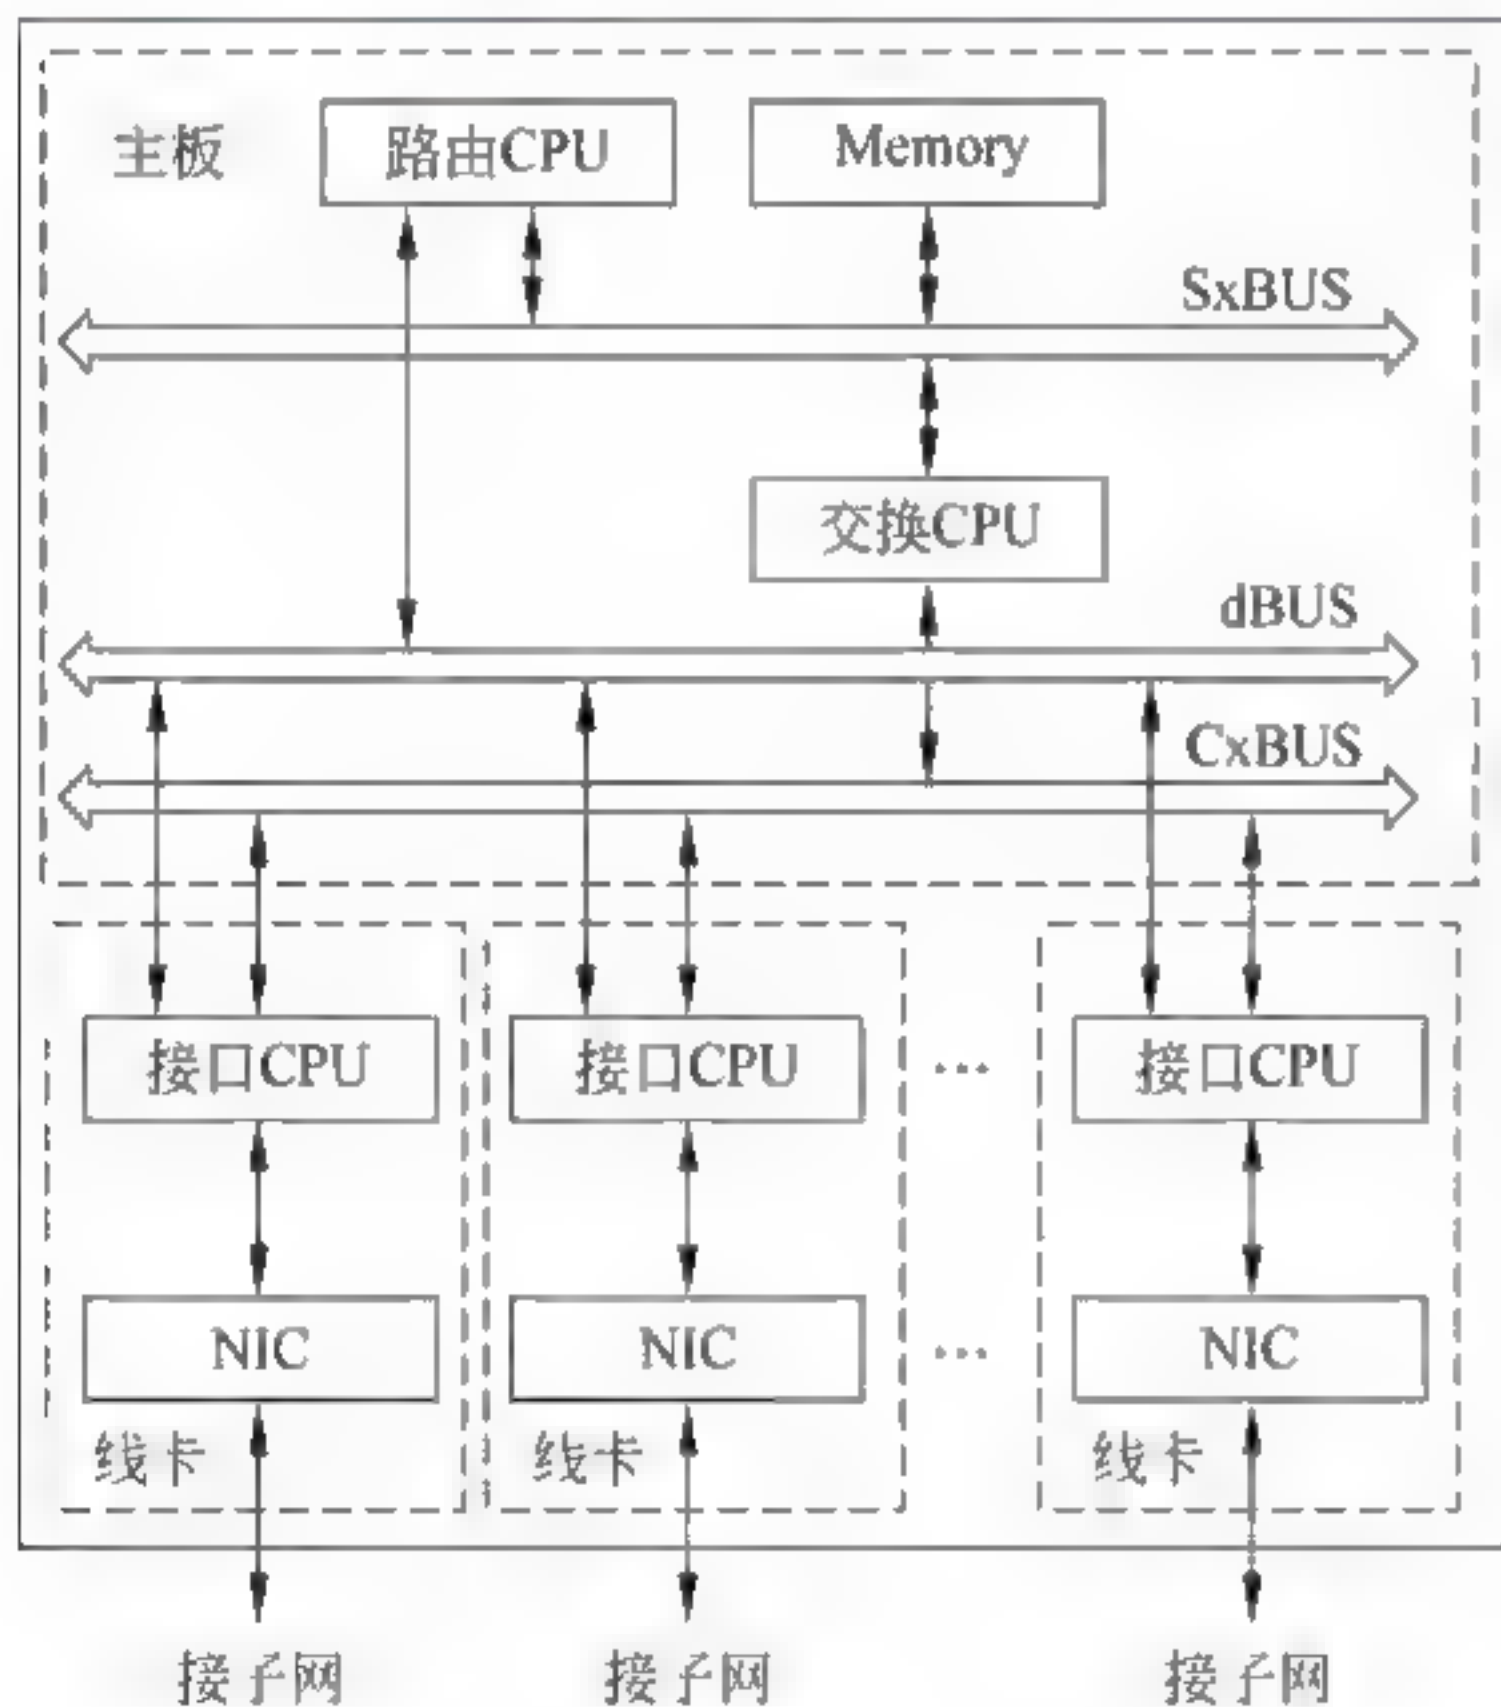 主板
路由CPU
Memory
SxBUS
交换CPU
dBUS
CxBUS
接口CPU
接口CPU
…
接口CPU
NIC
NIC
…
NIC
线卡
线卡
线卡
接子网
接子网
接子网